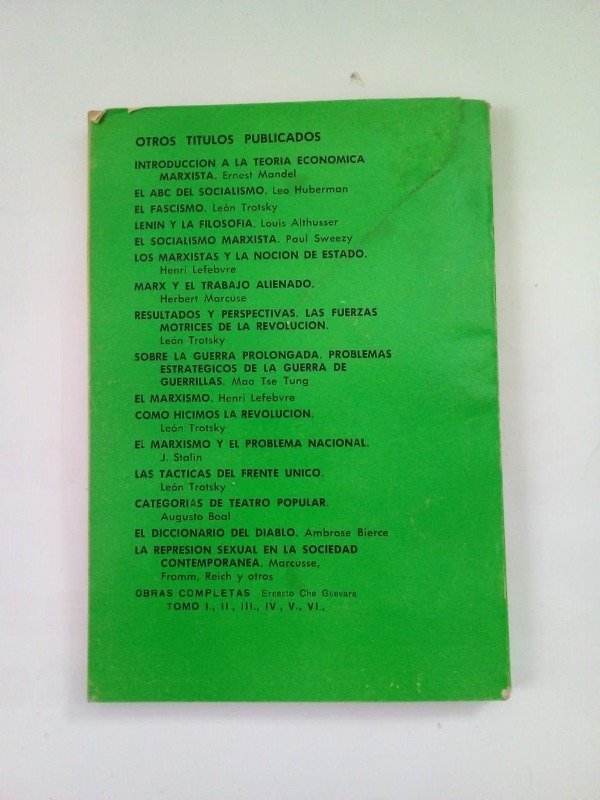 OTROS TITULOS PUBLICADOS
INTRODUCCION A LA TEORIA ECONOMICA
MARXISTA. Ernest Mandel
EL ABC DEL SOCIALISMO. Leo Huberman
EL FASCISMO. León Trotsky
LENIN Y LA FILOSOFIA, Louis Althusser
EL SOCIALISMO MARXISTA. Paul Sweezy
LOS MARXISTAS Y LA NOCION DE ESTADO.
Henri Lefebvre
MARX Y EL TRABAJO ALIENADO.
Herbert Marcuse
RESULTADOS Y PERSPECTIVAS. LAS FUERZAS
MOTRICES DE LA REVOLUCION.
León Trotsky
SOBRE LA GUERRA PROLONGADA. PROBLEMAS
ESTRATEGICOS DE LA GUERRA DE
GUERRILLAS. Mao Tse Tung
EL MARXISMO. Henri Lefebvre
COMO HICIMOS LA REVOLUCION.
León Trotsky
EL MARXISMO Y EL PROBLEMA NACIONAL.
J. Stalin
LAS TACTICAS DEL FRENTE UNICO.
León Trotsky
CATEGORIAS DE TEATRO POPULAR.
Augusto Boal
EL DICCIONARIO DEL DIABLO. Ambrose Bierce
LA REPRESION SEXUAL EN LA SOCIEDAD
CONTEMPORANEA. Marcusse,
Fromm, Reich y otros
OBRAS COMPLETAS Ernesto Che Guevara
TOMO I., II., III., IV., V., VI.,